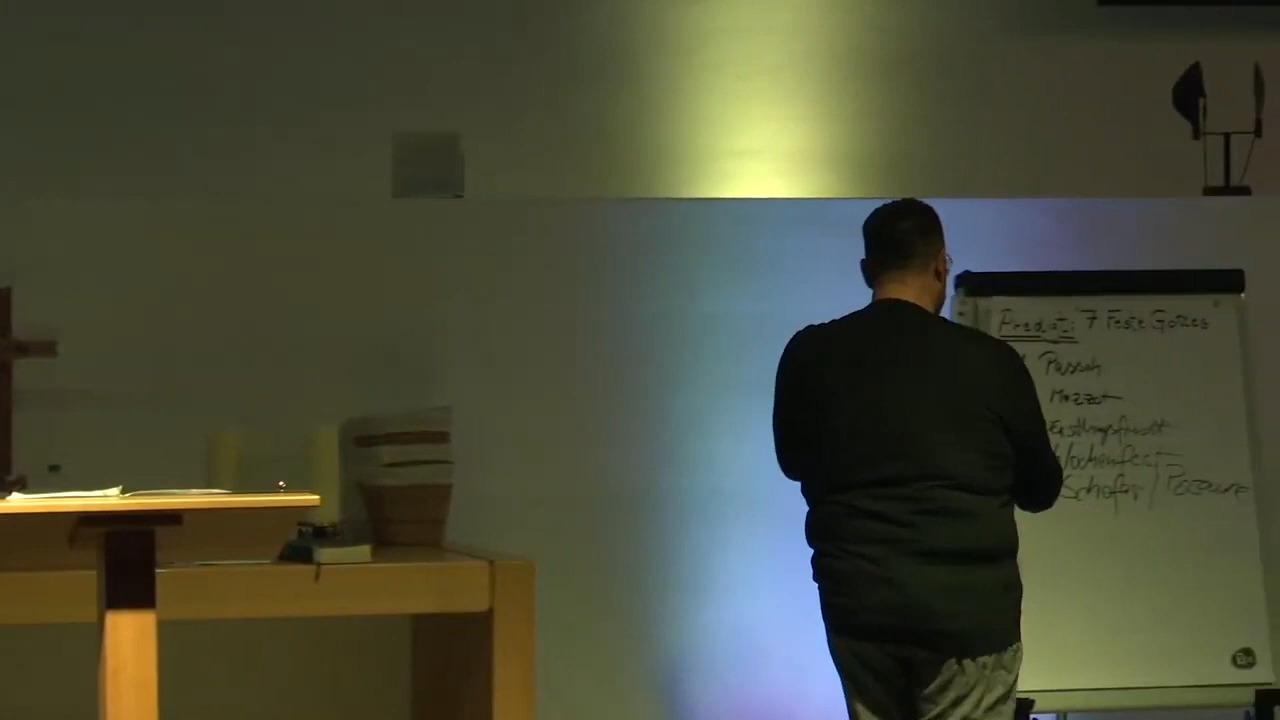 Predigt: 7 Feste Gottes
Passah
Mazzot
Erstlingsfrucht
Wochenfest
Schofar / Posaune